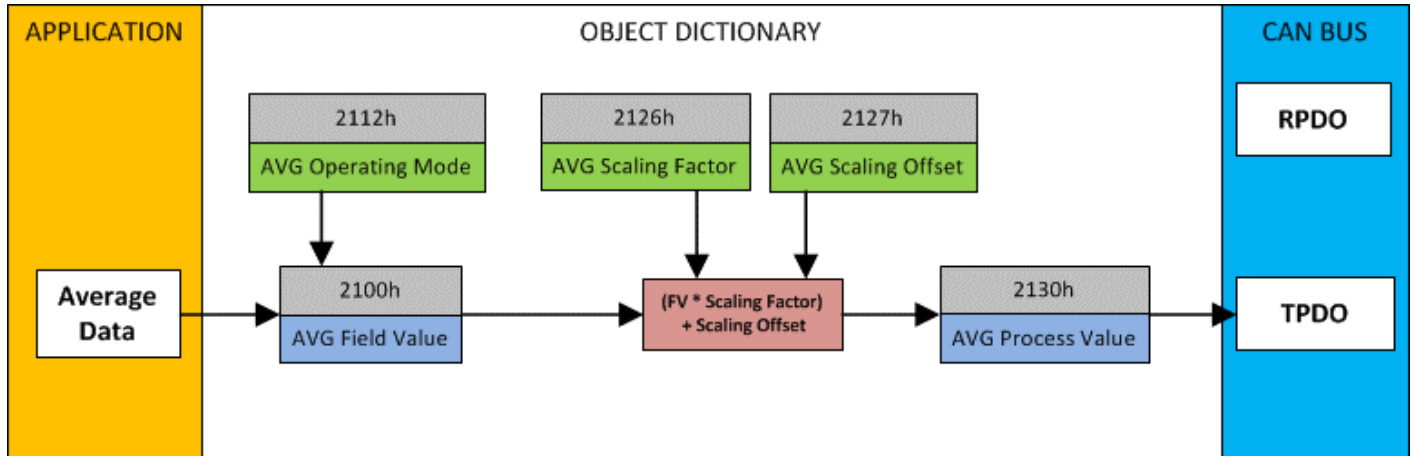 APPLICATION
OBJECT DICTIONARY
CAN BUS
2112h
AVG Operating Mode
2126h
AVG Scaling Factor
2127h
AVG Scaling Offset
RPDO
Average
Data
2100h
AVG Field Value
(FV * Scaling Factor)
+ Scaling Offset
2130h
AVG Process Value
TPDO